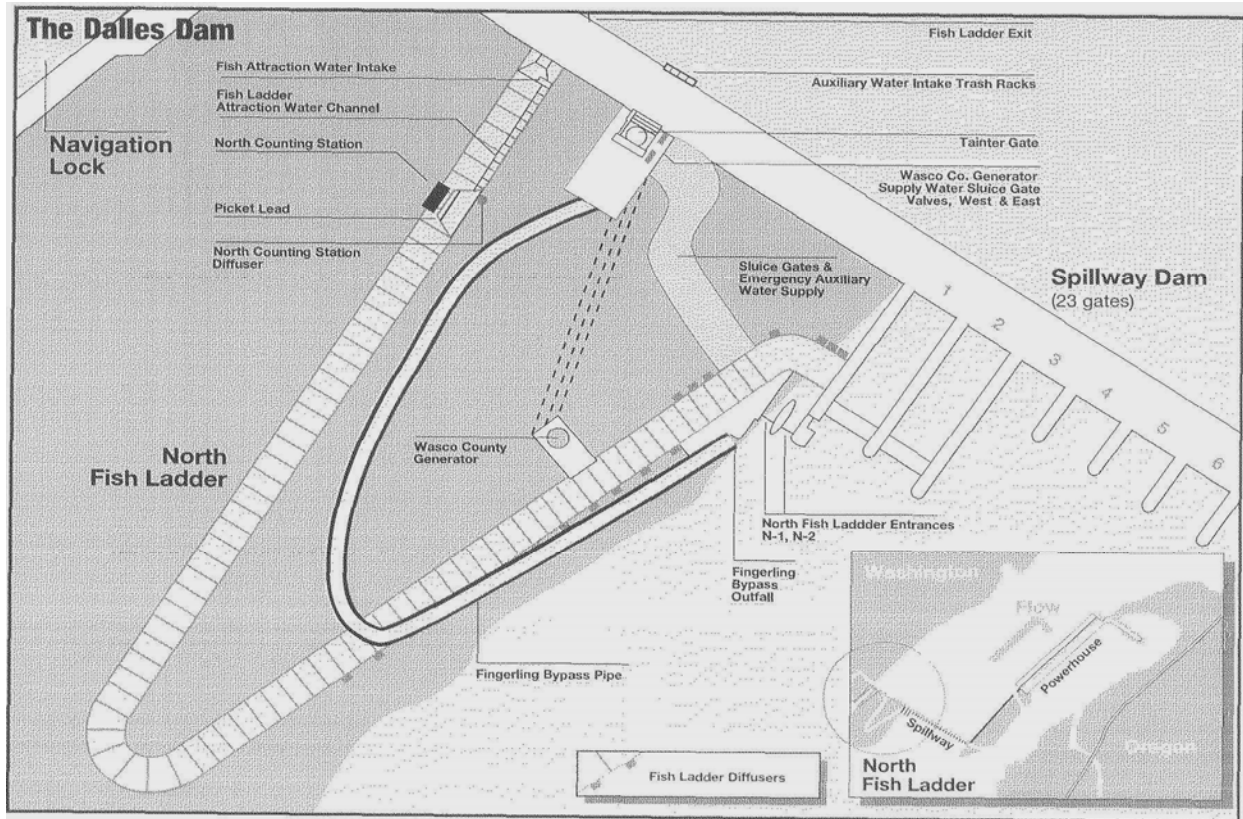 The Dalles Dam
Fish Ladder Exit
Fish Attraction Water Intake
Auxiliary Water Intake Trash Racks
Fish Ladder
Attraction Water Channel
Navigation
Lock
North Counting Station
Tainter Gate
Wasco Co. Generator
Supply Water Sluice Gate
Valves, West & East
Picket Lead
North Counting Station
Diffuser
Sluice Gates &
Emergency Auxiliary
Water Supply
Spillway Dam
(23 gates)
1
2
3
4
5
6
North
Fish Ladder
Wasco County
Generator
North Fish Laddder Entrances
N-1, N-2
Fingerling
Bypass
Outfall
Fingerling Bypass Pipe
Fish Ladder Diffusers
Washington
Flow
Powerhouse
Spillway
Oregon
North
Fish Ladder